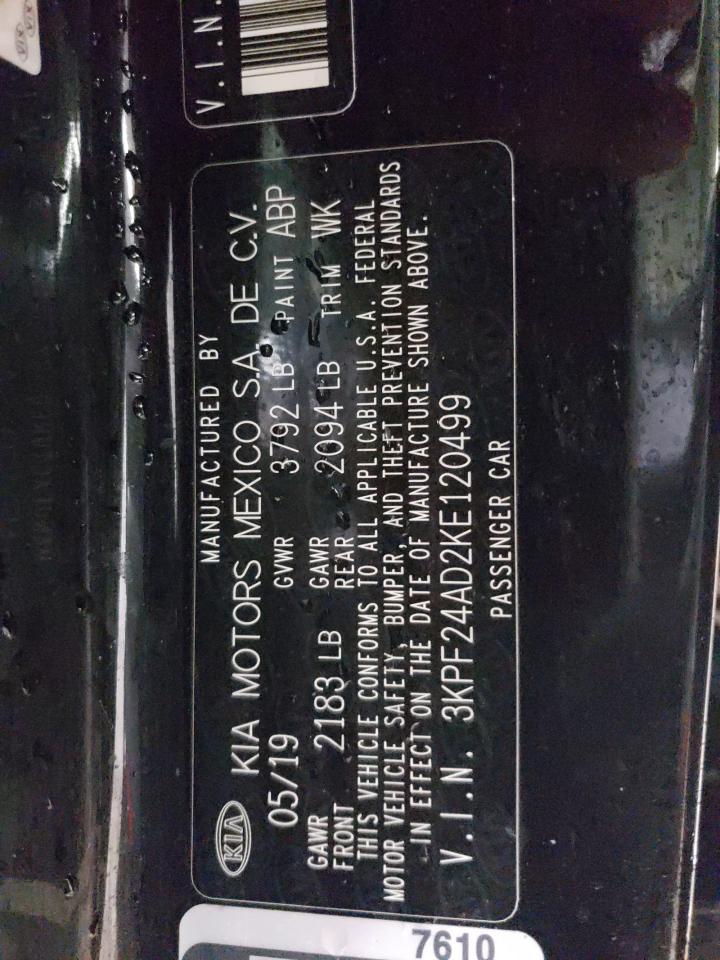 V.I.N.
KIA
MANUFACTURED BY
KIA MOTORS MEXICO S.A. DE C.V.
05/19 GVWR 3792 LB PAINT ABP
GAWR FRONT 2183 LB GAWR REAR 2094 LB TRIM WK
THIS VEHICLE CONFORMS TO ALL APPLICABLE U.S.A. FEDERAL
MOTOR VEHICLE SAFETY, BUMPER, AND THEFT PREVENTION STANDARDS
IN EFFECT ON THE DATE OF MANUFACTURE SHOWN ABOVE.
V.I.N. 3KPF24AD2KE120499
PASSENGER CAR
7610